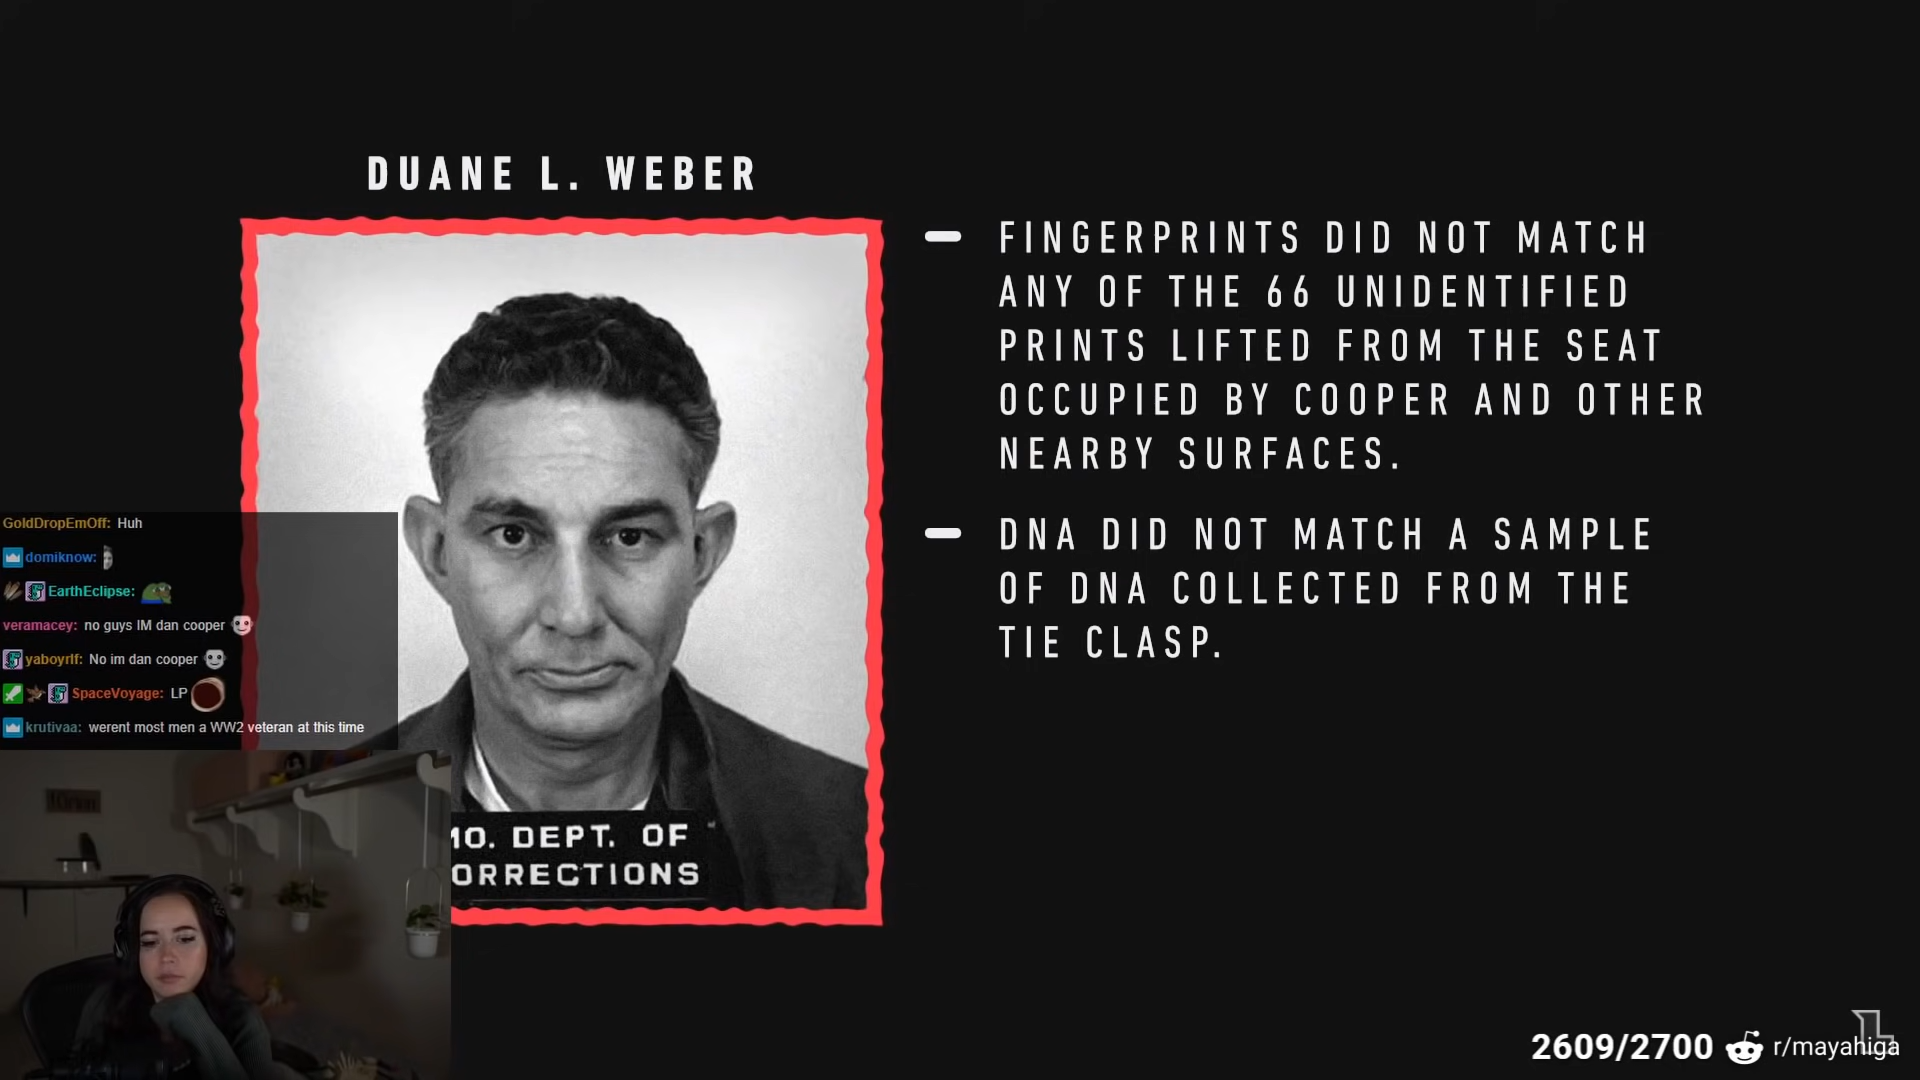 DUANE L. WEBER
FINGERPRINTS DID NOT MATCH
ANY OF THE 66 UNIDENTIFIED
PRINTS LIFTED FROM THE SEAT
OCCUPIED BY COOPER AND OTHER
NEARBY SURFACES.
DNA DID NOT MATCH A SAMPLE
OF DNA COLLECTED FROM THE
TIE CLASP.
GoldDropEmOff: Huh
domiknow:
EarthEclipse:
veramacey: no guys IM dan cooper
yaboyrlf: No im dan cooper
SpaceVoyage: LP
krutivaa: werent most men a WW2 veteran at this time
MO. DEPT. OF
ORRECTIONS
2609/2700 r/mayahiga